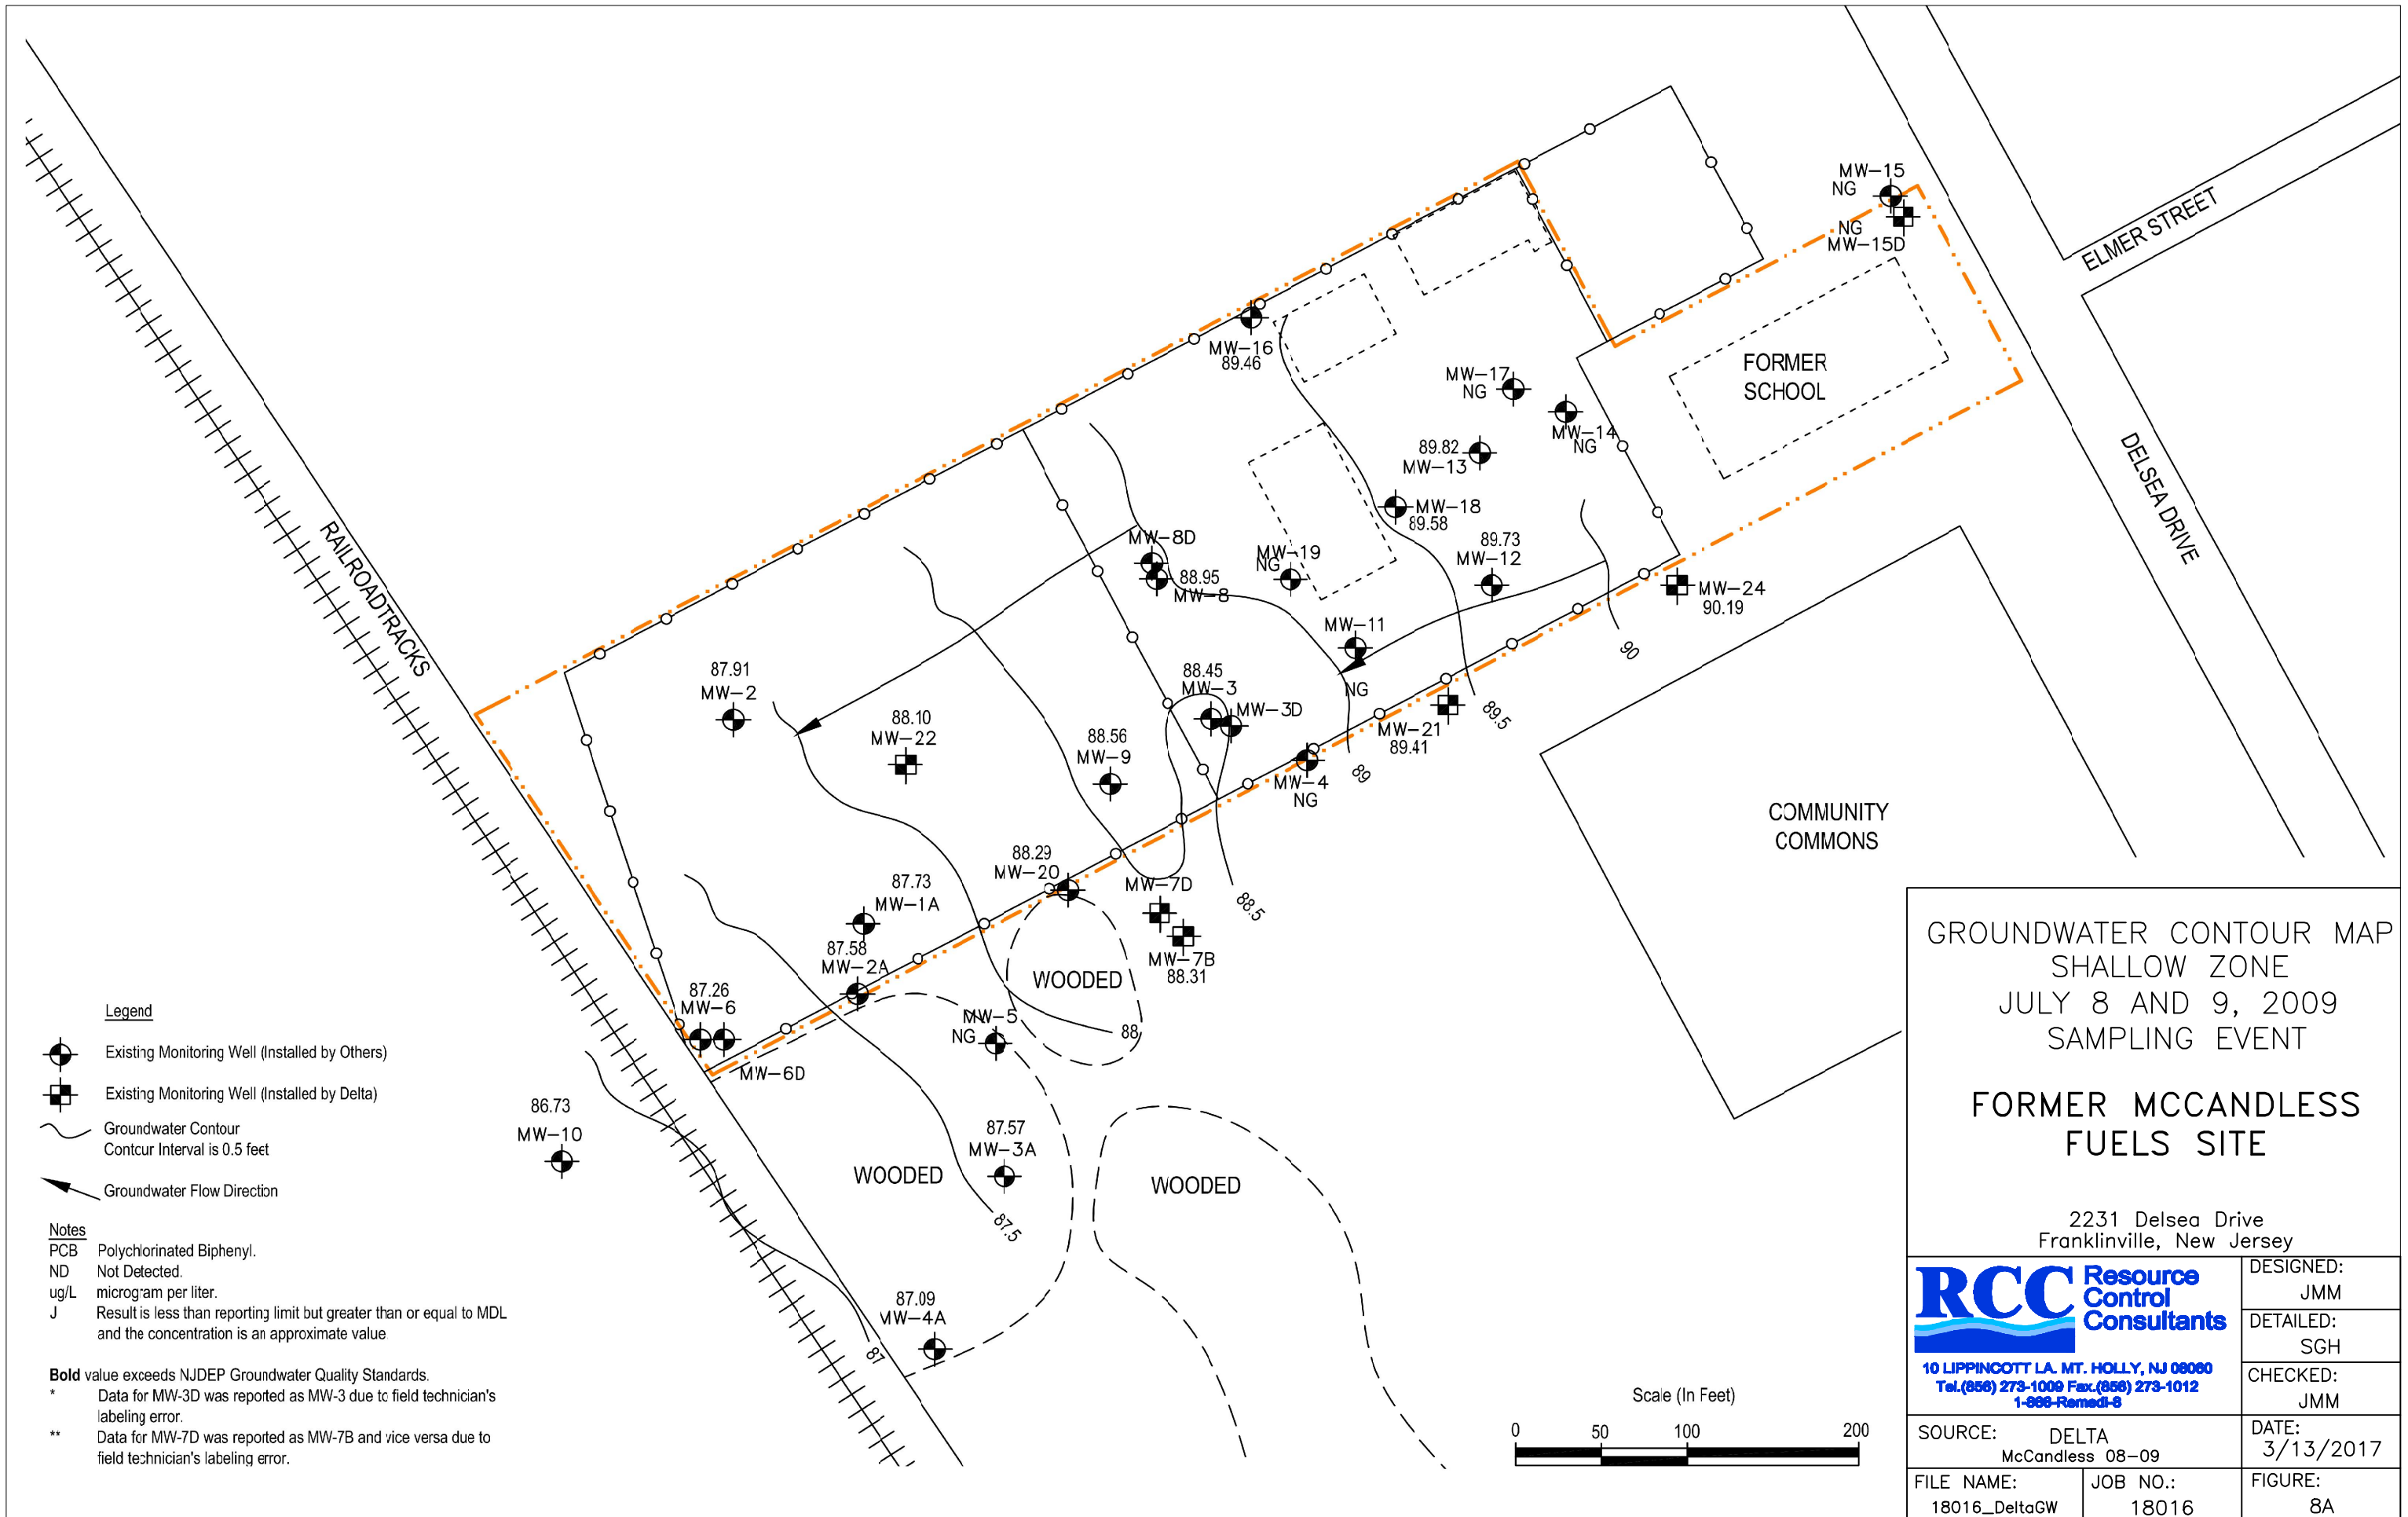 MW-15
NG
NG
MW-15D
ELMER STREET
DELSEA DRIVE
FORMER
SCHOOL
MW-16
89.46
MW-17
NG
MW-14
NG
89.82
MW-13
MW-18
89.58
89.73
MW-12
MW-8D
88.95
MW-8
MW-19
NG
MW-24
90.19
90
MW-11
NG
RAILROADTRACKS
87.91
MW-2
88.10
MW-22
88.45
MW-3
MW-3D
88.56
MW-9
MW-21
89.41
89.5
MW-4
NG
89
COMMUNITY
COMMONS
88.29
MW-20
MW-7D
MW-7B
88.31
88.5
87.73
MW-1A
87.58
MW-2A
WOODED
88
87.26
MW-6
MW-6D
MW-5
NG
86.73
MW-10
87.57
MW-3A
WOODED
WOODED
87.5
87.09
MW-4A
87
Legend
Existing Monitoring Well (Installed by Others)
Existing Monitoring Well (Installed by Delta)
Groundwater Contour
Contour Interval is 0.5 feet
Groundwater Flow Direction
Notes
PCB Polychlorinated Biphenyl.
ND Not Detected.
ug/L microgram per liter.
J Result is less than reporting limit but greater than or equal to MDL
and the concentration is an approximate value
Bold value exceeds NJDEP Groundwater Quality Standards.
* Data for MW-3D was reported as MW-3 due to field technician's
labeling error.
** Data for MW-7D was reported as MW-7B and vice versa due to
field technician's labeling error.
Scale (In Feet)
0 50 100 200
GROUNDWATER CONTOUR MAP
SHALLOW ZONE
JULY 8 AND 9, 2009
SAMPLING EVENT
FORMER MCCANDLESS
FUELS SITE
2231 Delsea Drive
Franklinville, New Jersey
RCC Resource
Control
Consultants
10 LIPPINCOTT LA. MT. HOLLY, NJ 08060
Tel.(856) 273-1009 Fax.(856) 273-1012
1-866-Remedi-8
DESIGNED:
JMM
DETAILED:
SGH
CHECKED:
JMM
SOURCE: DELTA
McCandless 08-09
DATE:
3/13/2017
FILE NAME:
18016_DeltaGW
JOB NO.:
18016
FIGURE:
8A